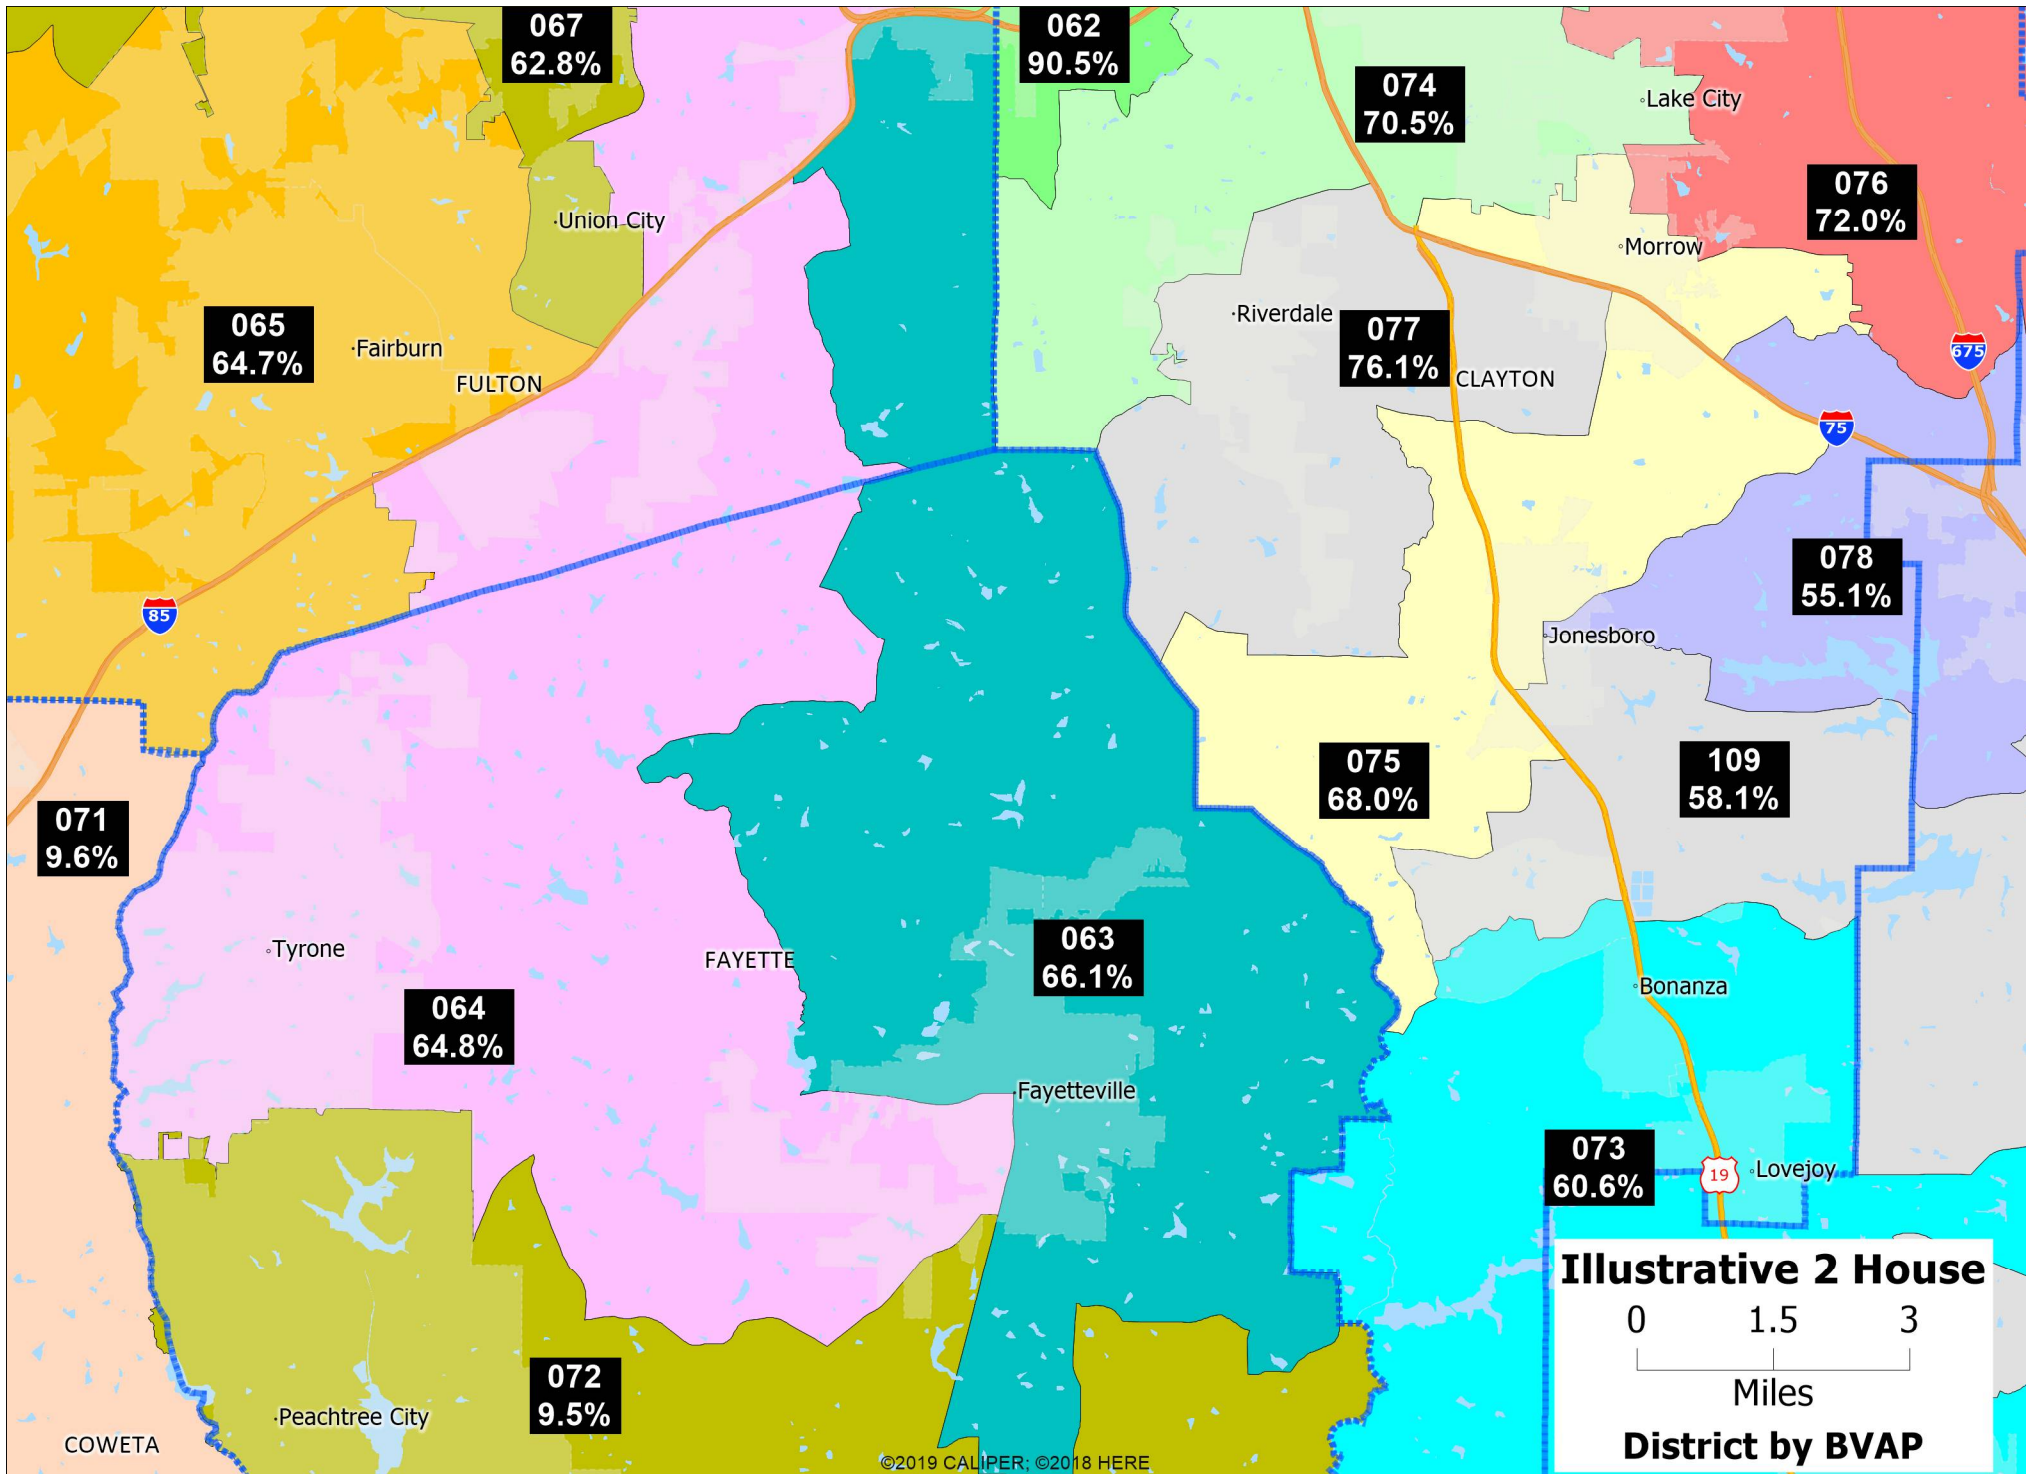 067
62.8%
062
90.5%
074
70.5%
Lake City
076
72.0%
Union City
Morrow
065
64.7%
Fairburn
FULTON
Riverdale
077
76.1%
CLAYTON
675
75
078
55.1%
85
Jonesboro
071
9.6%
075
68.0%
109
58.1%
Tyrone
FAYETTE
063
66.1%
Bonanza
064
64.8%
Fayetteville
073
60.6%
19
Lovejoy
072
9.5%
Peachtree City
COWETA
©2019 CALIPER; ©2018 HERE
Illustrative 2 House
0 1.5 3
Miles
District by BVAP